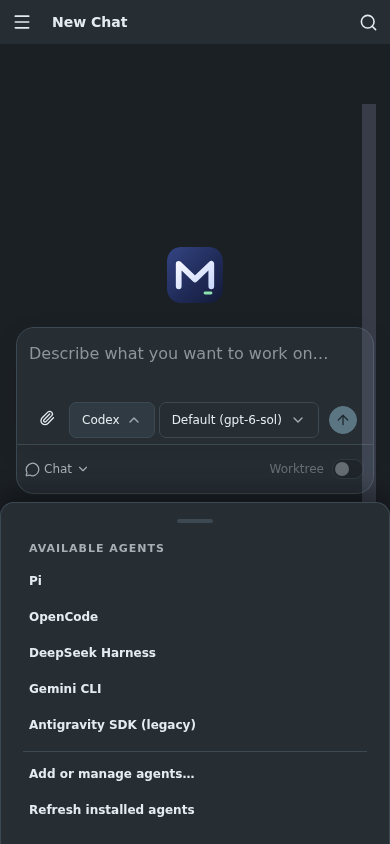 New Chat
Describe what you want to work on...
Codex
Default (gpt-6-sol)
Chat
Worktree
AVAILABLE AGENTS
Pi
OpenCode
DeepSeek Harness
Gemini CLI
Antigravity SDK (legacy)
Add or manage agents...
Refresh installed agents